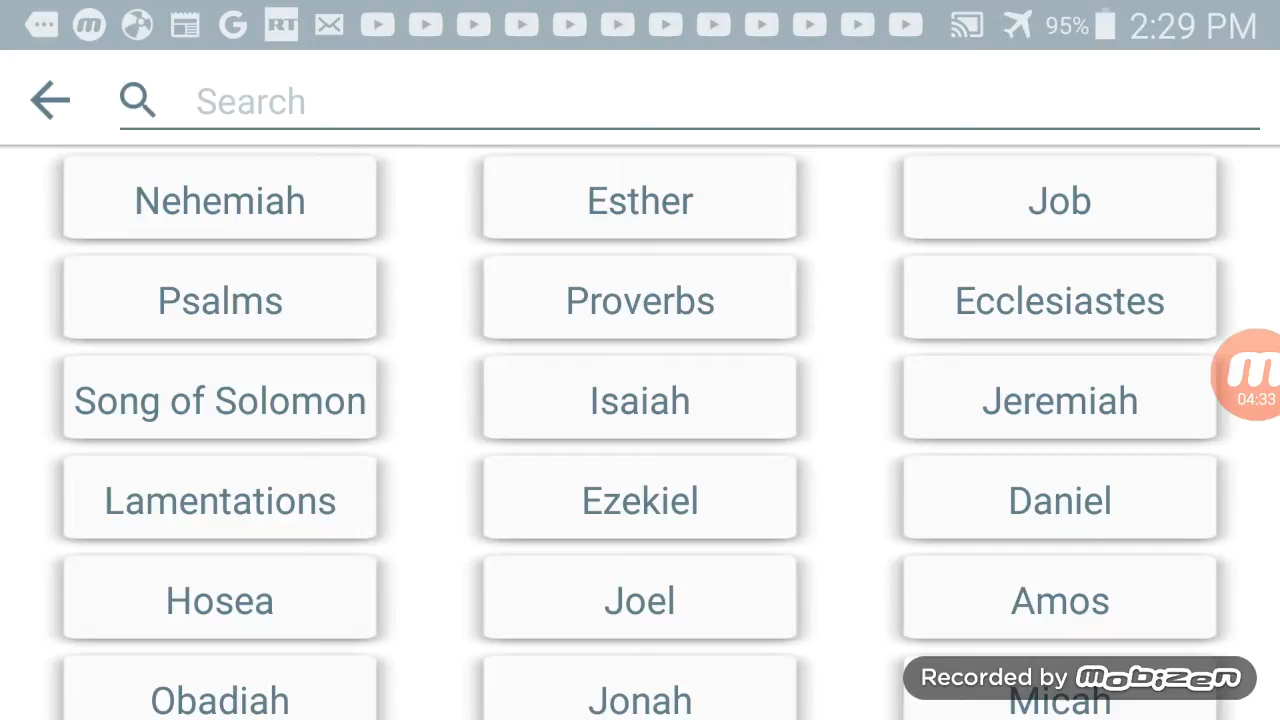 RT 95% 2:29 PM
Search
Nehemiah Esther Job
Psalms Proverbs Ecclesiastes
Song of Solomon Isaiah Jeremiah
04:33
Lamentations Ezekiel Daniel
Hosea Joel Amos
Recorded by mobizen
Obadiah Jonah Micah